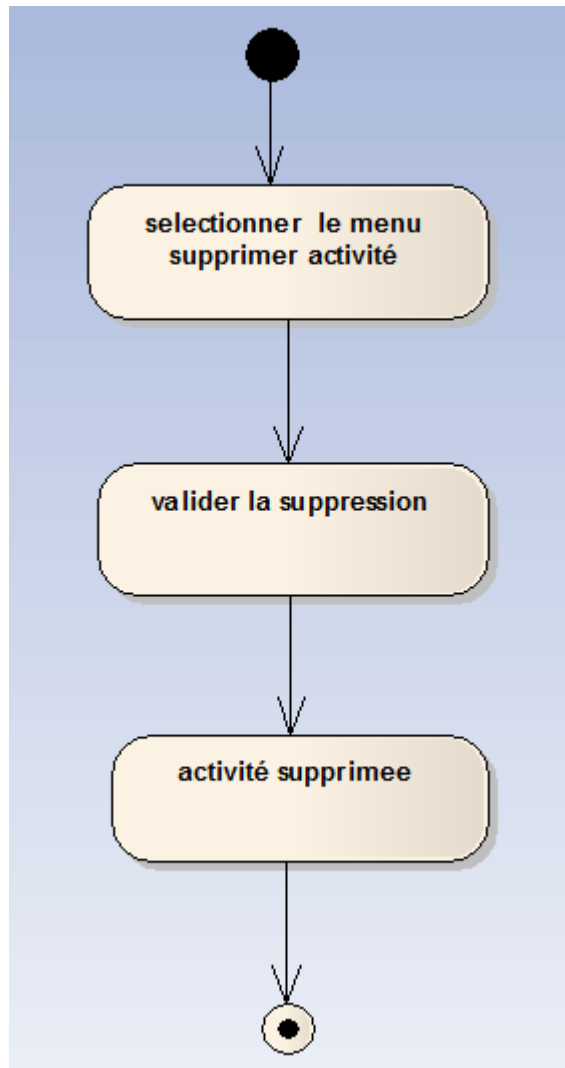 selectionner le menu
supprimer activité
valider la suppression
activité supprimee